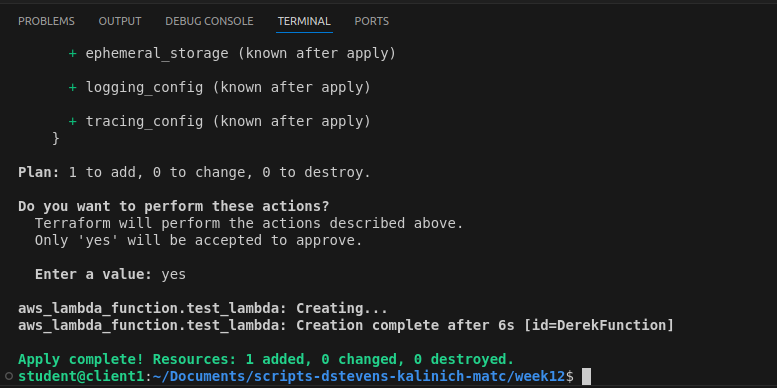 PROBLEMS OUTPUT DEBUG CONSOLE TERMINAL PORTS
+ ephemeral_storage (known after apply)
+ logging_config (known after apply)
+ tracing_config (known after apply)
}
Plan: 1 to add, 0 to change, 0 to destroy.
Do you want to perform these actions?
Terraform will perform the actions described above.
Only 'yes' will be accepted to approve.
Enter a value: yes
aws_lambda_function.test_lambda: Creating...
aws_lambda_function.test_lambda: Creation complete after 6s [id=DerekFunction]
Apply complete! Resources: 1 added, 0 changed, 0 destroyed.
student@client1:~/Documents/scripts-dstevens-kalinich-matc/week12$